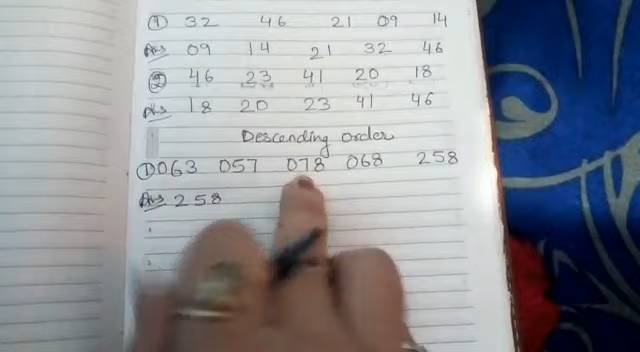 ① 32 46 21 09 14
Ans 09 14 21 32 46
② 46 23 41 20 18
Ans 18 20 23 41 46
Descending order
① 063 057 078 068 258
Ans 258